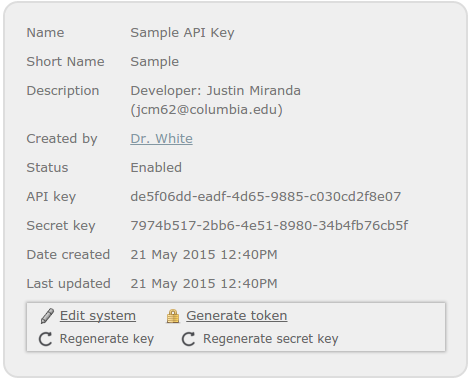 Name Sample API Key
Short Name Sample
Description Developer: Justin Miranda
(jcm62@columbia.edu)
Created by Dr. White
Status Enabled
API key de5f06dd-eadf-4d65-9885-c030cd2f8e07
Secret key 7974b517-2bb6-4e51-8980-34b4fb76cb5f
Date created 21 May 2015 12:40PM
Last updated 21 May 2015 12:40PM
Edit system Generate token
Regenerate key Regenerate secret key